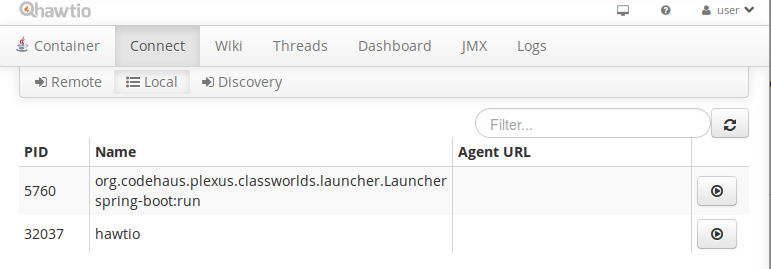 hawtio
user
Container Connect Wiki Threads Dashboard JMX Logs
Remote Local Discovery
Filter...
PID Name Agent URL
5760 org.codehaus.plexus.classworlds.launcher.Launcher
spring-boot:run
32037 hawtio